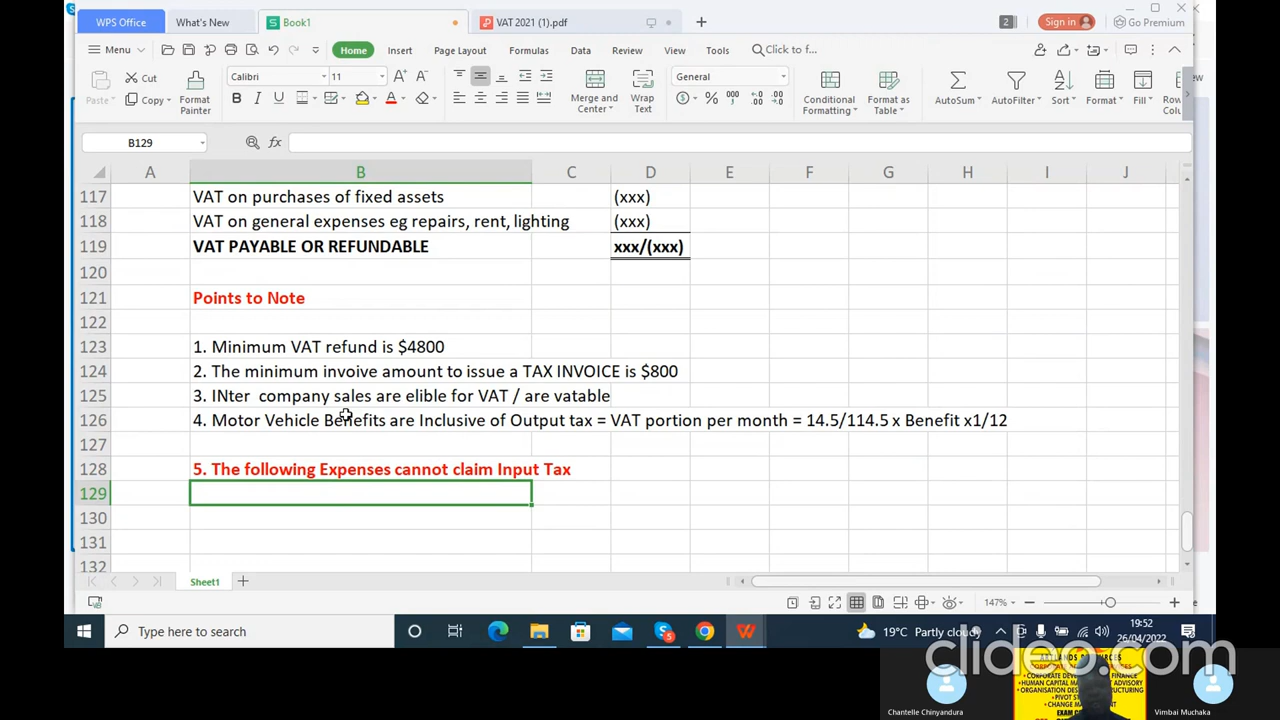 WPS Office What's New Book1 VAT 2021 (1).pdf + 2 Sign in Go Premium
Menu Home Insert Page Layout Formulas Data Review View Tools Click to f...
Paste Cut Copy Format Painter Calibri 11 Merge and Center Wrap Text General Conditional Formatting Format as Table AutoSum AutoFilter Sort Format Fill
B129 fx
A B C D E F G H I J
117 VAT on purchases of fixed assets (xxx)
118 VAT on general expenses eg repairs, rent, lighting (xxx)
119 VAT PAYABLE OR REFUNDABLE xxx/(xxx)
120
121 Points to Note
122
123 1. Minimum VAT refund is $4800
124 2. The minimum invoive amount to issue a TAX INVOICE is $800
125 3. INter company sales are elible for VAT / are vatable
126 4. Motor Vehicle Benefits are Inclusive of Output tax = VAT portion per month = 14.5/114.5 x Benefit x1/12
127
128 5. The following Expenses cannot claim Input Tax
129
130
131
132
Sheet1 +
147% − +
Type here to search 19°C Partly cloudy 19:52
26/04/2022
clideo.com
ARTLANDS RESOURCES
Chantelle Chinyandura
Vimbai Muchaka